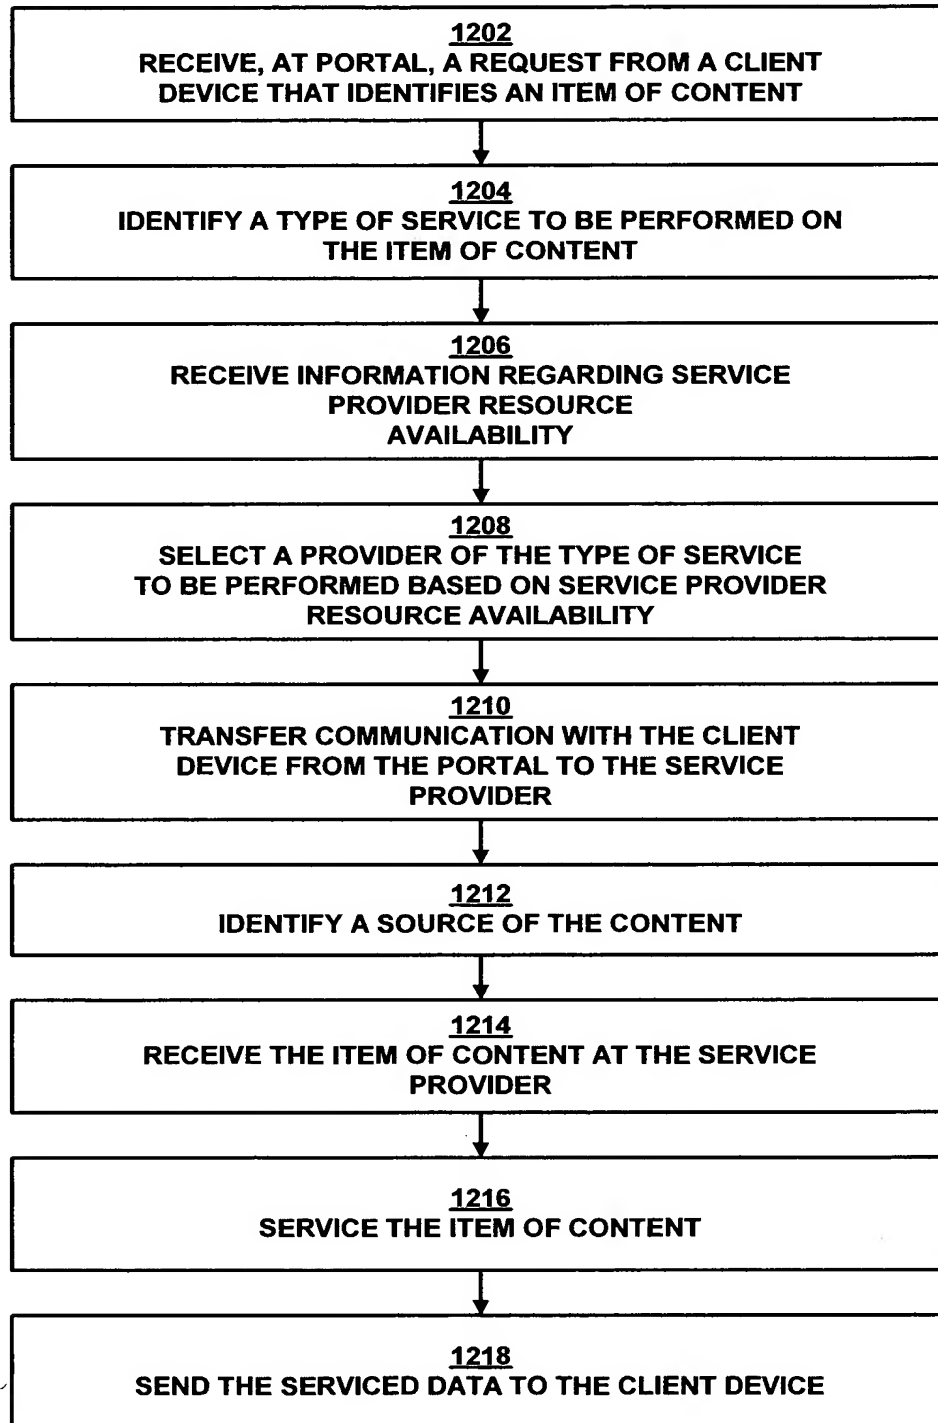 1202
RECEIVE, AT PORTAL, A REQUEST FROM A CLIENT
DEVICE THAT IDENTIFIES AN ITEM OF CONTENT
1204
IDENTIFY A TYPE OF SERVICE TO BE PERFORMED ON
THE ITEM OF CONTENT
1206
RECEIVE INFORMATION REGARDING SERVICE
PROVIDER RESOURCE
AVAILABILITY
1208
SELECT A PROVIDER OF THE TYPE OF SERVICE
TO BE PERFORMED BASED ON SERVICE PROVIDER
RESOURCE AVAILABILITY
1210
TRANSFER COMMUNICATION WITH THE CLIENT
DEVICE FROM THE PORTAL TO THE SERVICE
PROVIDER
1212
IDENTIFY A SOURCE OF THE CONTENT
1214
RECEIVE THE ITEM OF CONTENT AT THE SERVICE
PROVIDER
1216
SERVICE THE ITEM OF CONTENT
1218
SEND THE SERVICED DATA TO THE CLIENT DEVICE